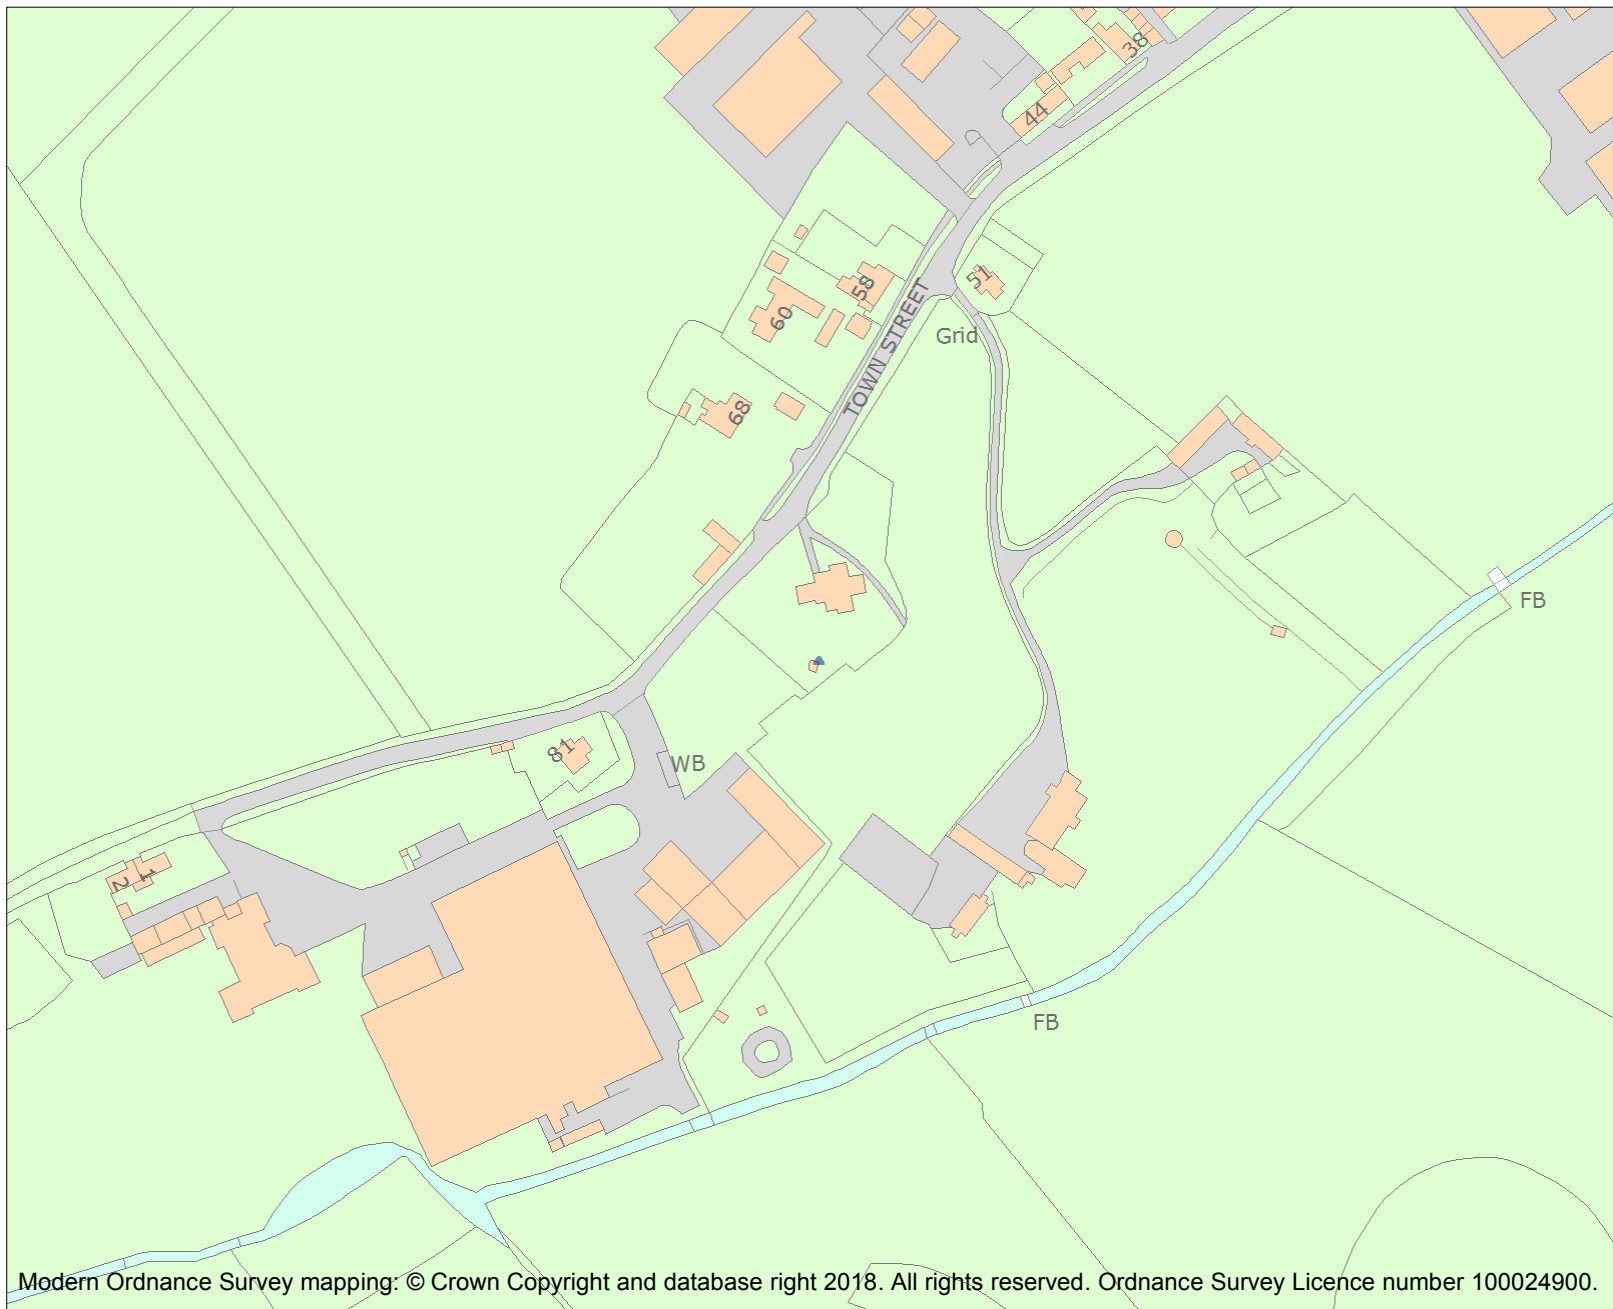 38
44
51
58
TOWN STREET
60
Grid
68
FB
81
WB
1
2
FB
Modern Ordnance Survey mapping: © Crown Copyright and database right 2018. All rights reserved. Ordnance Survey Licence number 100024900.